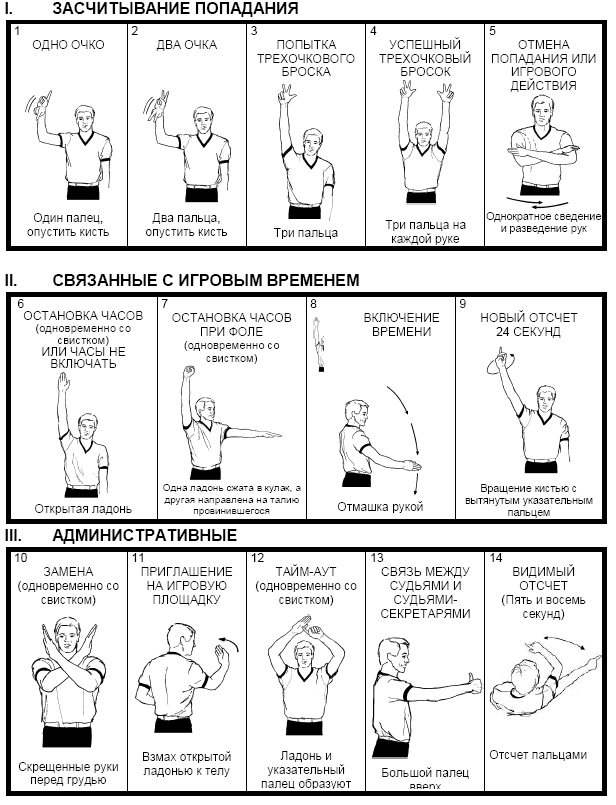 I. ЗАСЧИТЫВАНИЕ ПОПАДАНИЯ
1
ОДНО ОЧКО
Один палец,
опустить кисть
2
ДВА ОЧКА
Два пальца,
опустить кисть
3
ПОПЫТКА
ТРЕХОЧКОВОГО
БРОСКА
Три пальца
4
УСПЕШНЫЙ
ТРЕХОЧКОВЫЙ
БРОСОК
Три пальца на
каждой руке
5
ОТМЕНА
ПОПАДАНИЯ ИЛИ
ИГРОВОГО
ДЕЙСТВИЯ
Однократное сведение
и разведение рук
II. СВЯЗАННЫЕ С ИГРОВЫМ ВРЕМЕНЕМ
6
ОСТАНОВКА ЧАСОВ
(одновременно со
свистком)
ИЛИ ЧАСЫ НЕ
ВКЛЮЧАТЬ
Открытая ладонь
7
ОСТАНОВКА ЧАСОВ
ПРИ ФОЛЕ
(одновременно со
свистком)
Одна ладонь сжата в кулак, а
другая направлена на талию
провинившегося
8
ВКЛЮЧЕНИЕ
ВРЕМЕНИ
Отмашка рукой
9
НОВЫЙ ОТСЧЕТ
24 СЕКУНД
Вращение кистью с
вытянутым указательным
пальцем
III. АДМИНИСТРАТИВНЫЕ
10
ЗАМЕНА
(одновременно со
свистком)
Скрещенные руки
перед грудью
11
ПРИГЛАШЕНИЕ
НА ИГРОВУЮ
ПЛОЩАДКУ
Взмах открытой
ладонью к телу
12
ТАЙМ-АУТ
(одновременно со
свистком)
Ладонь и
указательный
палец образуют
13
СВЯЗЬ МЕЖДУ
СУДЬЯМИ И
СУДЬЯМИ-
СЕКРЕТАРЯМИ
Большой палец
вверх
14
ВИДИМЫЙ
ОТСЧЕТ
(Пять и восемь
секунд)
Отсчет пальцами